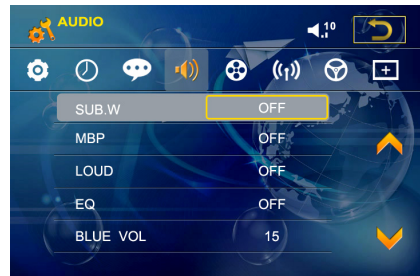 AUDIO
10
SUB.W OFF
MBP OFF
LOUD OFF
EQ OFF
BLUE VOL 15